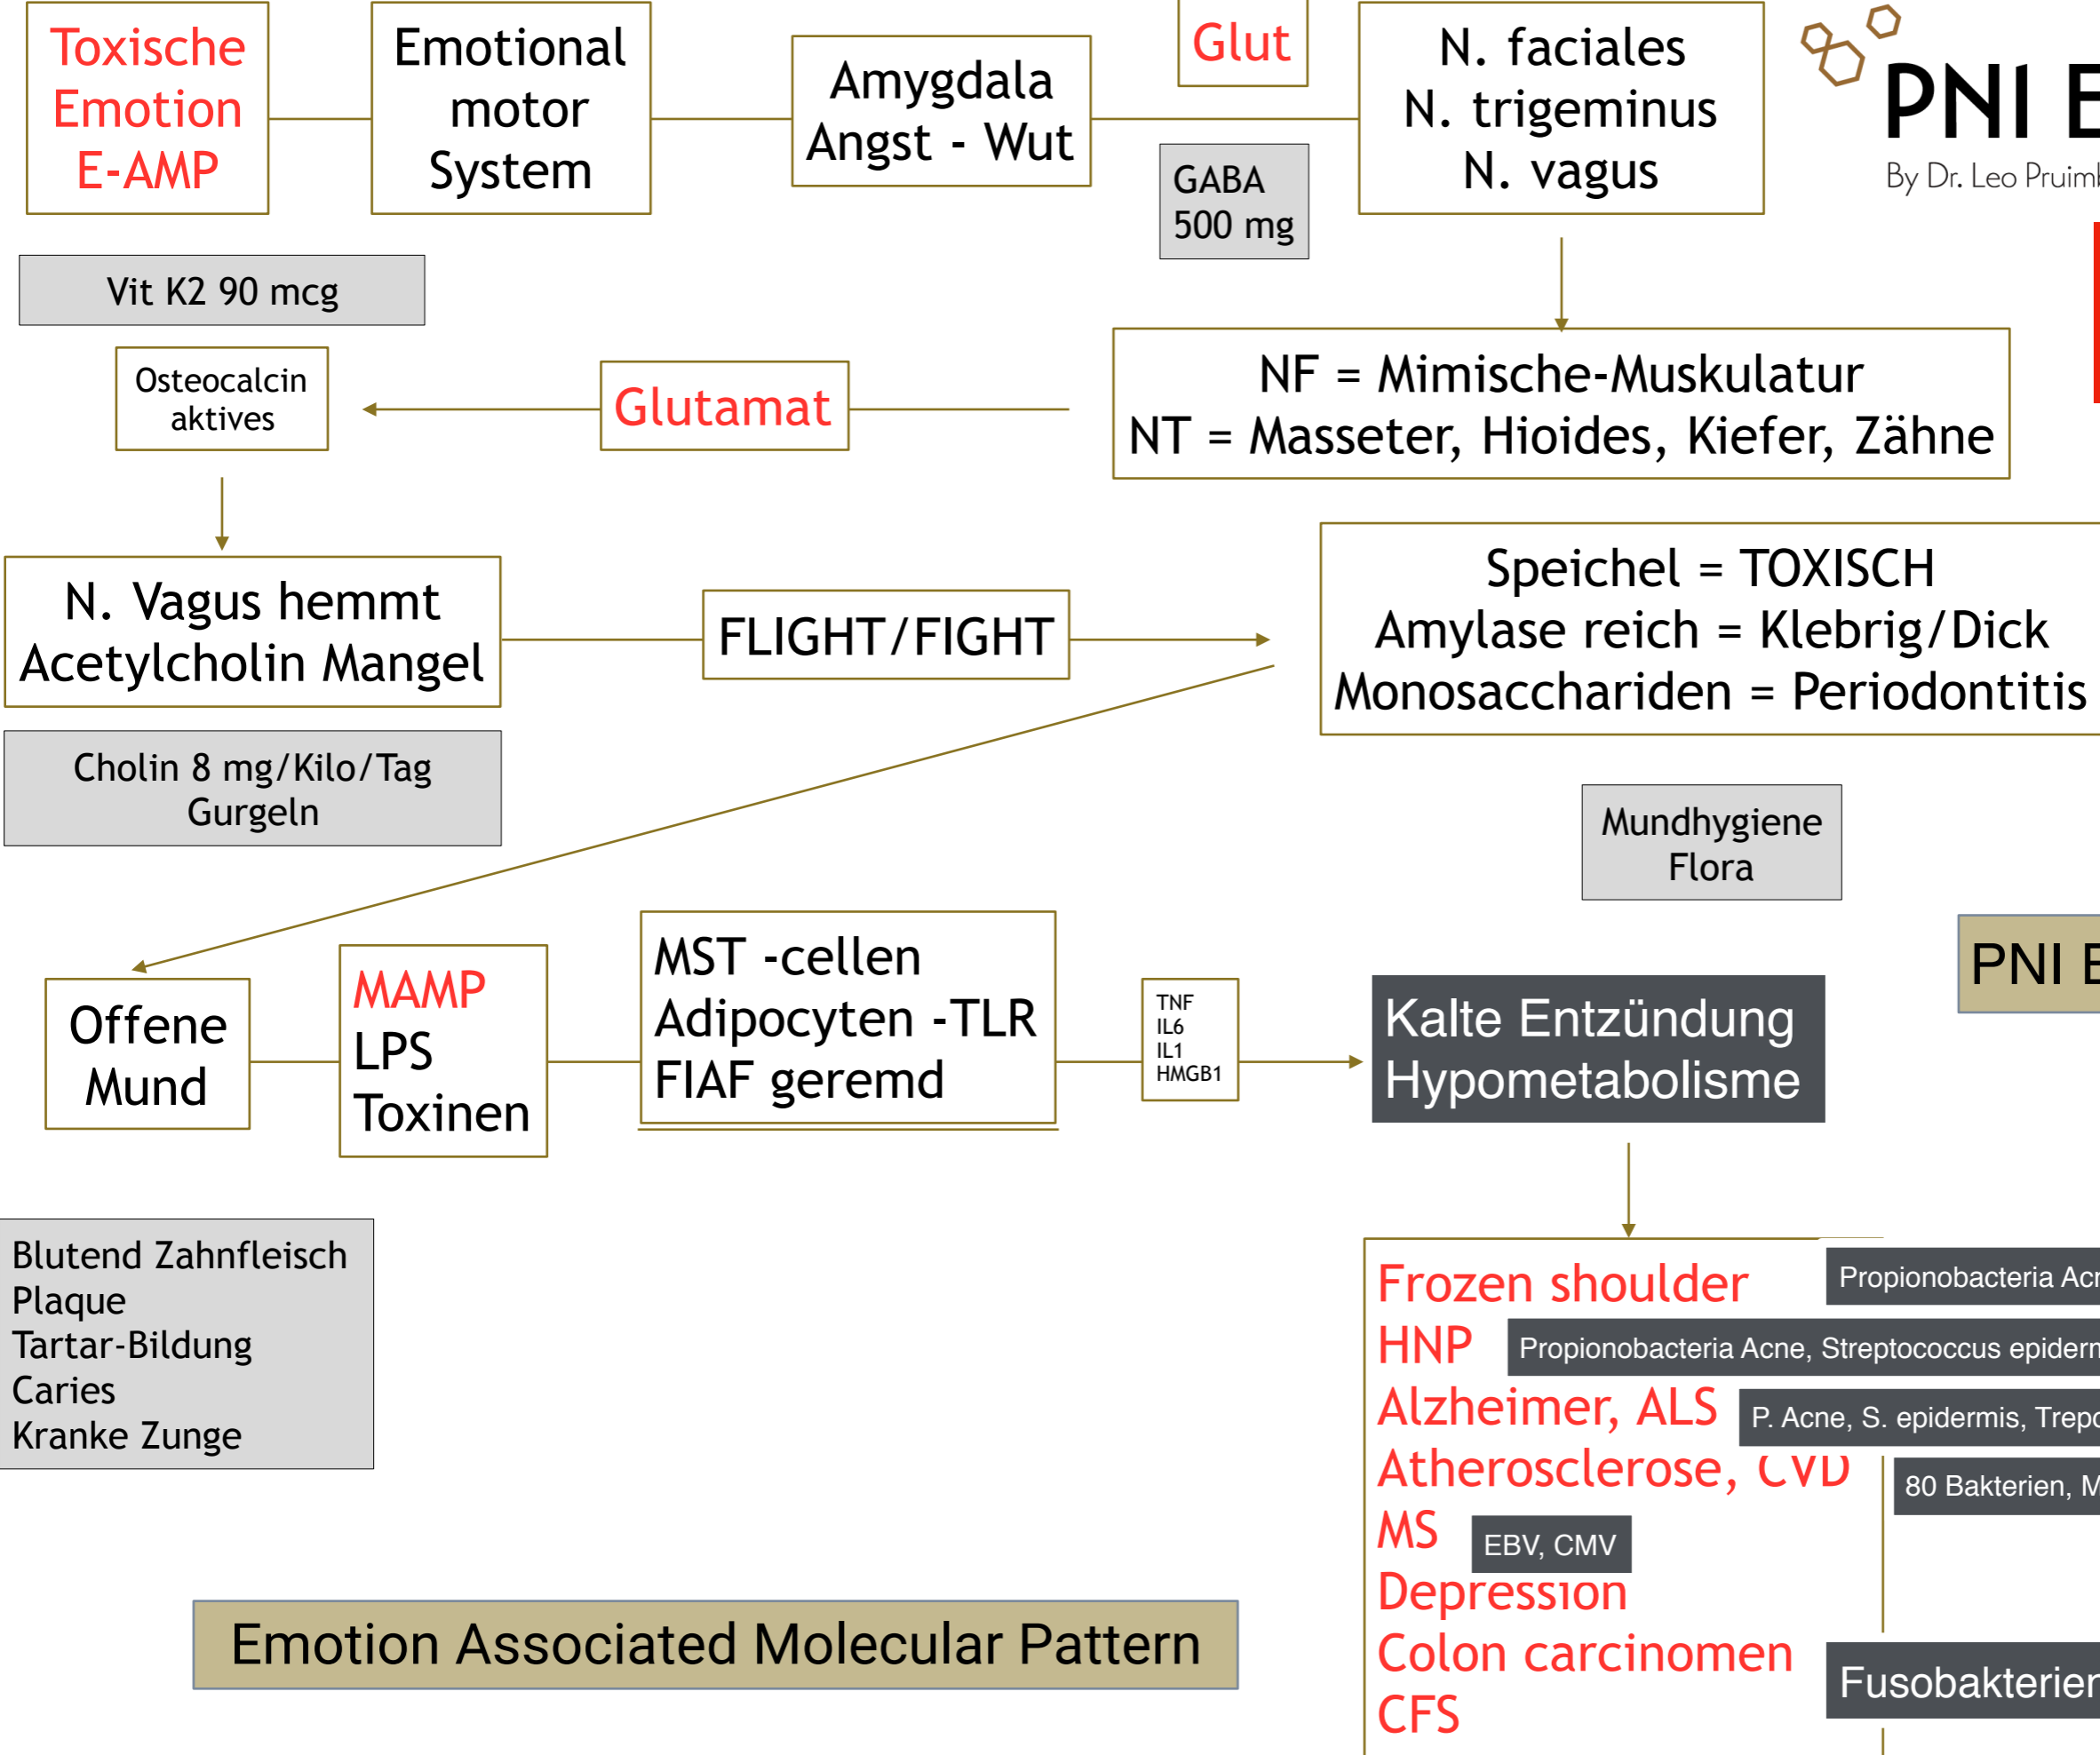 Toxische
Emotion
E-AMP
Emotional
motor
System
Amygdala
Angst - Wut
Glut
GABA
500 mg
N. faciales
N. trigeminus
N. vagus
PNI
By Dr. Leo
Vit K2 90 mcg
Osteocalcin
aktives
Glutamat
NF = Mimische-Muskulatur
NT = Masseter, Hioides, Kiefer, Zähne
N. Vagus hemmt
Acetylcholin Mangel
FLIGHT/FIGHT
Speichel = TOXISCH
Amylase reich = Klebrig/Dick
Monosacchariden = Periodontitis
Cholin 8 mg/Kilo/Tag
Gurgeln
Mundhygiene
Flora
PNI
Offene
Mund
MAMP
LPS
Toxinen
MST -cellen
Adipocyten -TLR
FIAF geremd
TNF
IL6
IL1
HMGB1
Kalte Entzündung
Hypometabolisme
Blutend Zahnfleisch
Plaque
Tartar-Bildung
Caries
Kranke Zunge
Frozen shoulder
Propionobacteria
HNP
Propionobacteria Acne, Streptococcus
Alzheimer, ALS
P. Acne, S. epidermis,
Atherosclerose, CVD
80 Bakterien,
MS
EBV, CMV
Depression
Colon carcinomen
Fusobakterien
CFS
Emotion Associated Molecular Pattern